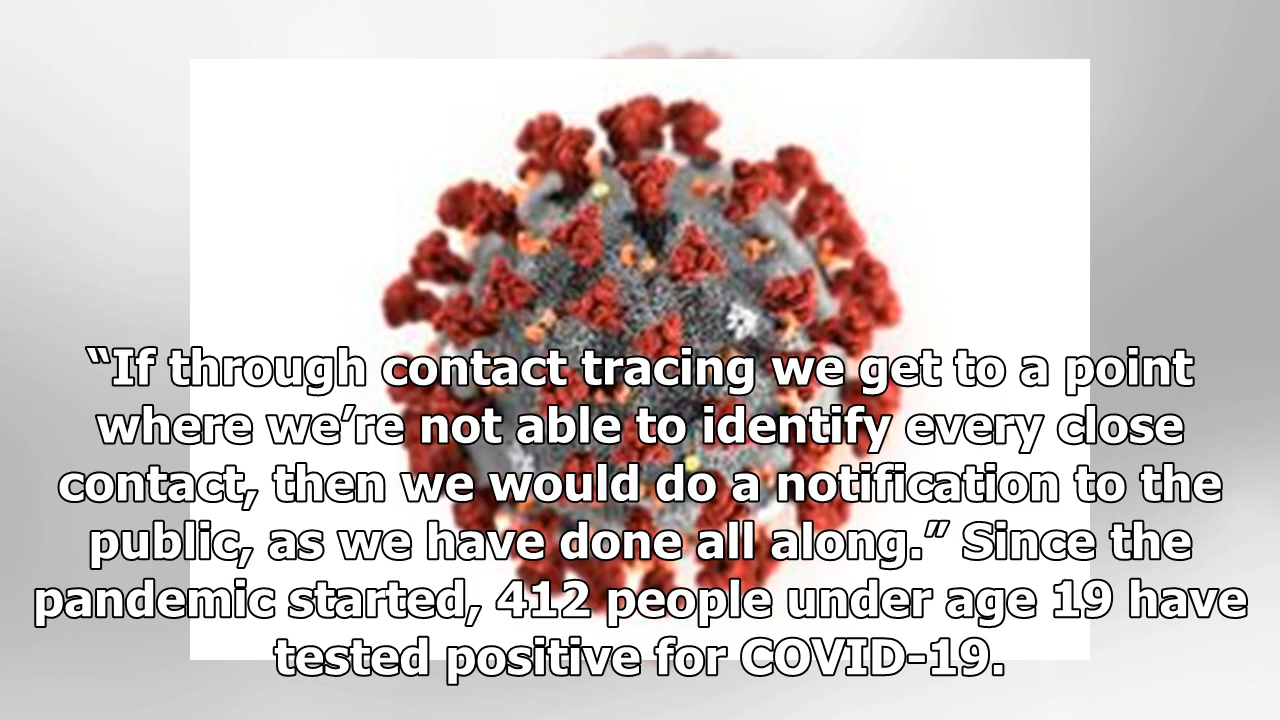 “If through contact tracing we get to a point
where we’re not able to identify every close
contact, then we would do a notification to the
public, as we have done all along.” Since the
pandemic started, 412 people under age 19 have
tested positive for COVID-19.